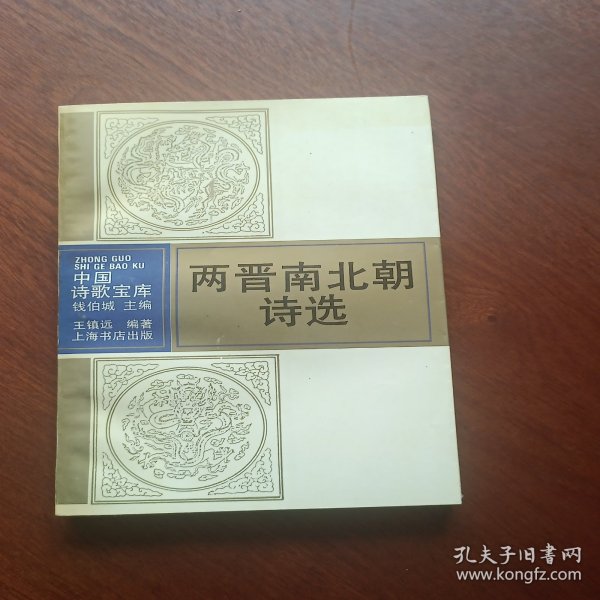 ZHONG GUO
SHI GE BAO KU
中国
诗歌宝库
钱伯城 主编
王镇远 编著
上海书店出版
两晋南北朝
诗选
孔夫子旧书网
www.kongfz.com